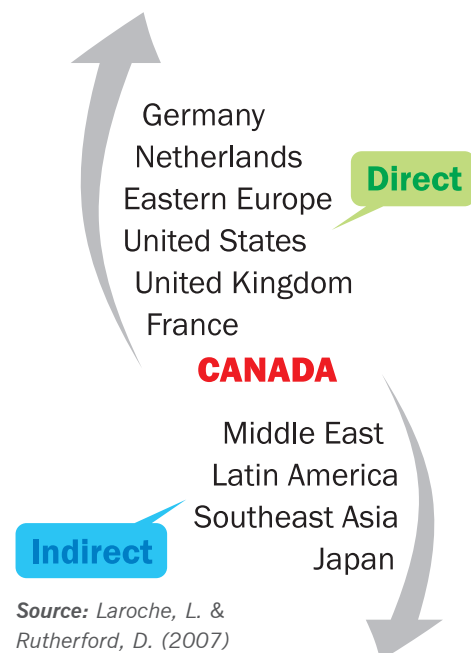 Germany
Netherlands
Eastern Europe
Direct
United States
United Kingdom
France
CANADA
Middle East
Latin America
Southeast Asia
Indirect
Japan
Source: Laroche, L. &
Rutherford, D. (2007)